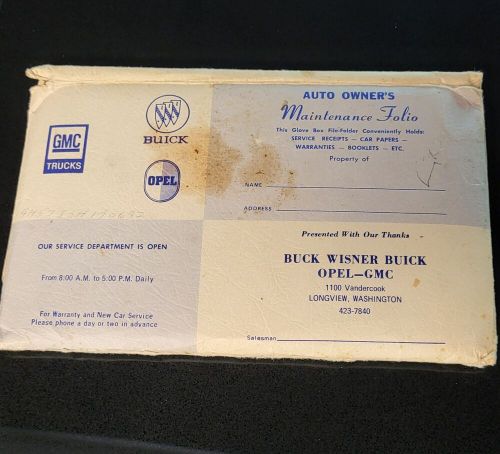 GMC
TRUCKS
BUICK
OPEL
OUR SERVICE DEPARTMENT IS OPEN
From 8:00 A.M. to 5:00 P.M. Daily
For Warranty and New Car Service
Please phone a day or two in advance
AUTO OWNER'S
Maintenance Folio
This Glove Box File-Folder Conveniently Holds:
SERVICE RECEIPTS — CAR PAPERS —
WARRANTIES — BOOKLETS — ETC.
Property of
NAME
ADDRESS
Presented With Our Thanks
BUCK WISNER BUICK
OPEL—GMC
1100 Vandercook
LONGVIEW, WASHINGTON
423-7840
Salesman